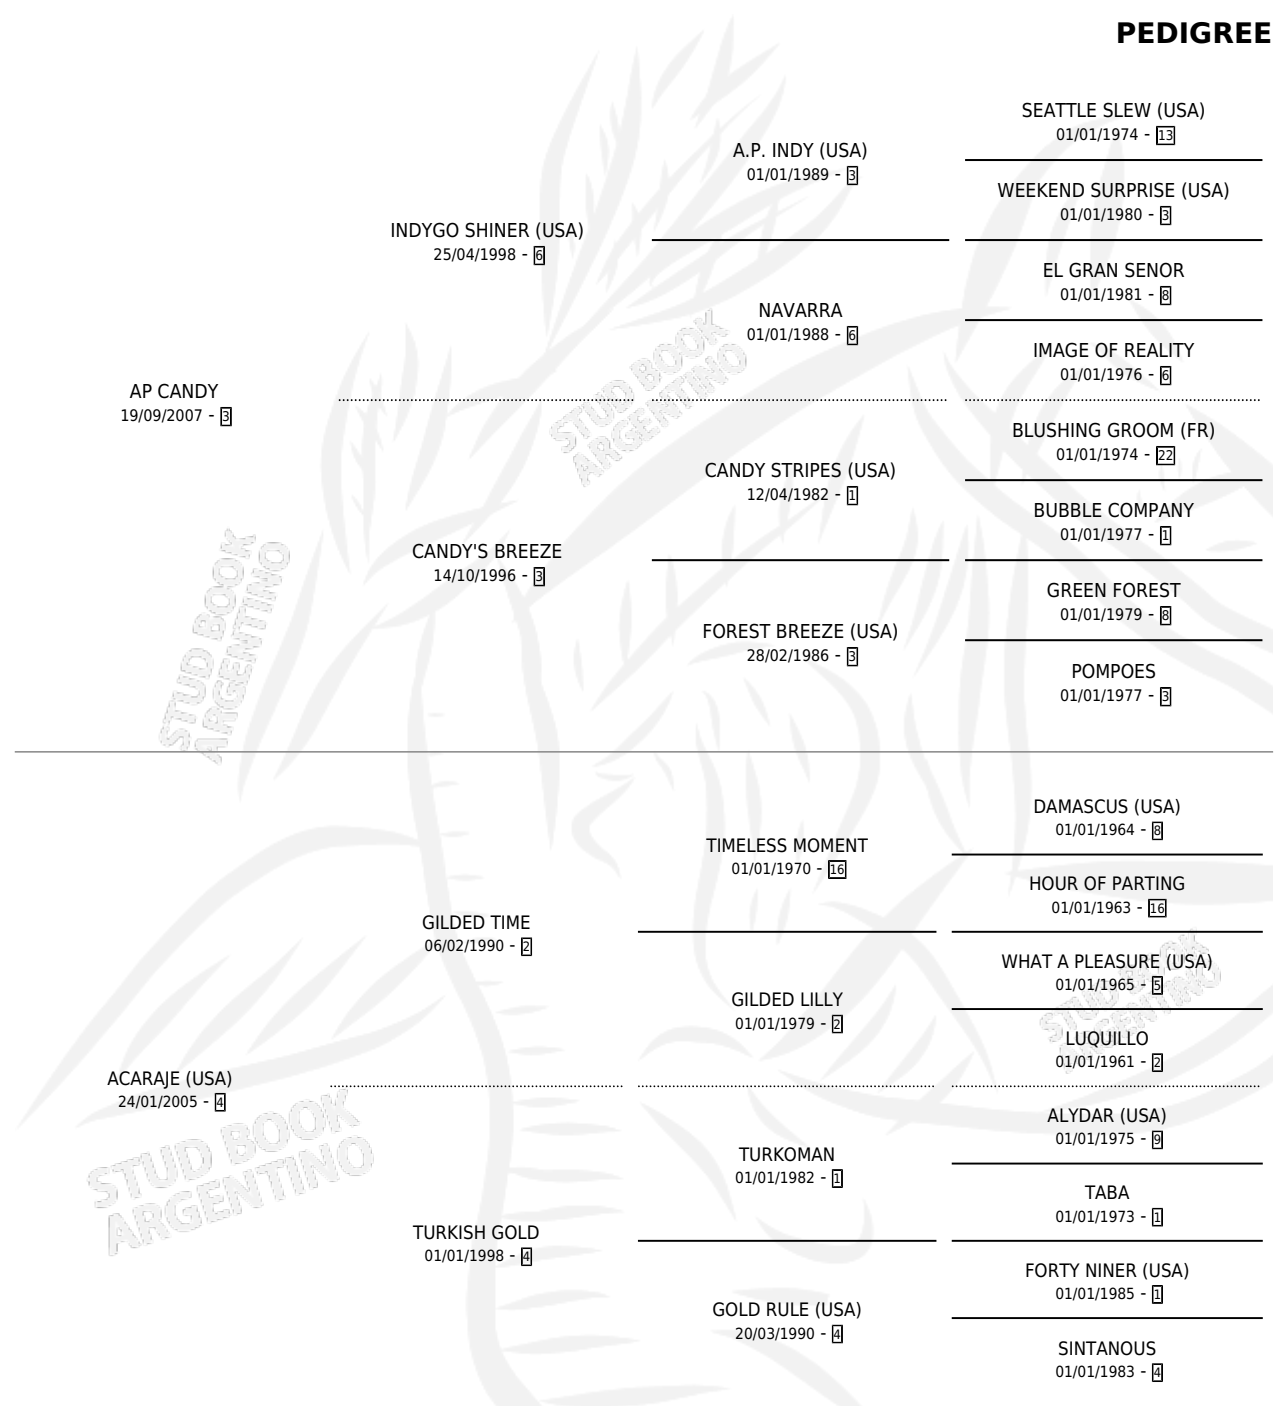 PEDIGREE
SEATTLE SLEW (USA)
01/01/1974 - 13
A.P. INDY (USA)
01/01/1989 - 3
WEEKEND SURPRISE (USA)
01/01/1980 - 3
INDYGO SHINER (USA)
25/04/1998 - 6
EL GRAN SENOR
01/01/1981 - 8
NAVARRA
01/01/1988 - 6
IMAGE OF REALITY
01/01/1976 - 6
AP CANDY
19/09/2007 - 3
BLUSHING GROOM (FR)
01/01/1974 - 22
CANDY STRIPES (USA)
12/04/1982 - 1
BUBBLE COMPANY
01/01/1977 - 1
CANDY'S BREEZE
14/10/1996 - 3
GREEN FOREST
01/01/1979 - 8
FOREST BREEZE (USA)
28/02/1986 - 3
POMPOES
01/01/1977 - 3
DAMASCUS (USA)
01/01/1964 - 8
TIMELESS MOMENT
01/01/1970 - 16
HOUR OF PARTING
01/01/1963 - 16
GILDED TIME
06/02/1990 - 2
WHAT A PLEASURE (USA)
01/01/1965 - 5
GILDED LILLY
01/01/1979 - 2
LUQUILLO
01/01/1961 - 2
ACARAJE (USA)
24/01/2005 - 4
ALYDAR (USA)
01/01/1975 - 9
TURKOMAN
01/01/1982 - 1
TABA
01/01/1973 - 1
TURKISH GOLD
01/01/1998 - 4
FORTY NINER (USA)
01/01/1985 - 1
GOLD RULE (USA)
20/03/1990 - 4
SINTANOUS
01/01/1983 - 4
STUD BOOK
ARGENTINO
STUD BOOK
ARGENTINO
STUD BOOK
ARGENTINO
STUD BOOK
ARGENTINO